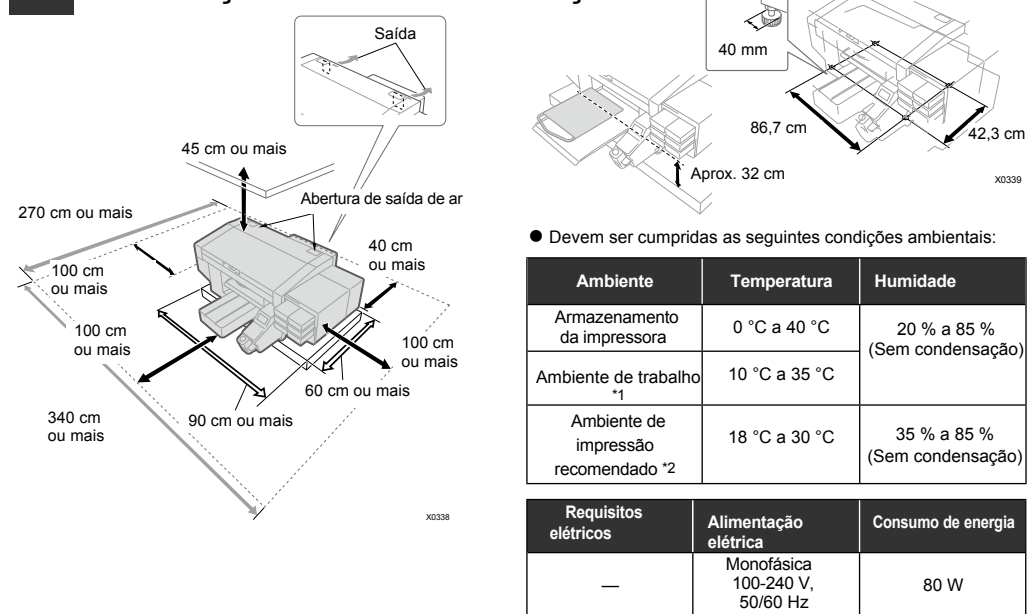 Saída
45 cm ou mais
Abertura de saída de ar
270 cm ou mais
40 cm
ou mais
100 cm
ou mais
100 cm
ou mais
100 cm
ou mais
60 cm ou mais
90 cm ou mais
340 cm
ou mais
X0338
40 mm
86,7 cm
42,3 cm
Aprox. 32 cm
X0339
● Devem ser cumpridas as seguintes condições ambientais:
Ambiente Temperatura Humidade
Armazenamento
da impressora
0 °C a 40 °C
20 % a 85 %
(Sem condensação)
Ambiente de trabalho
*1
10 °C a 35 °C
Ambiente de
impressão
recomendado *2
18 °C a 30 °C
35 % a 85 %
(Sem condensação)
Requisitos
elétricos
Alimentação
elétrica
Consumo de energia
—
Monofásica
100-240 V,
50/60 Hz
80 W